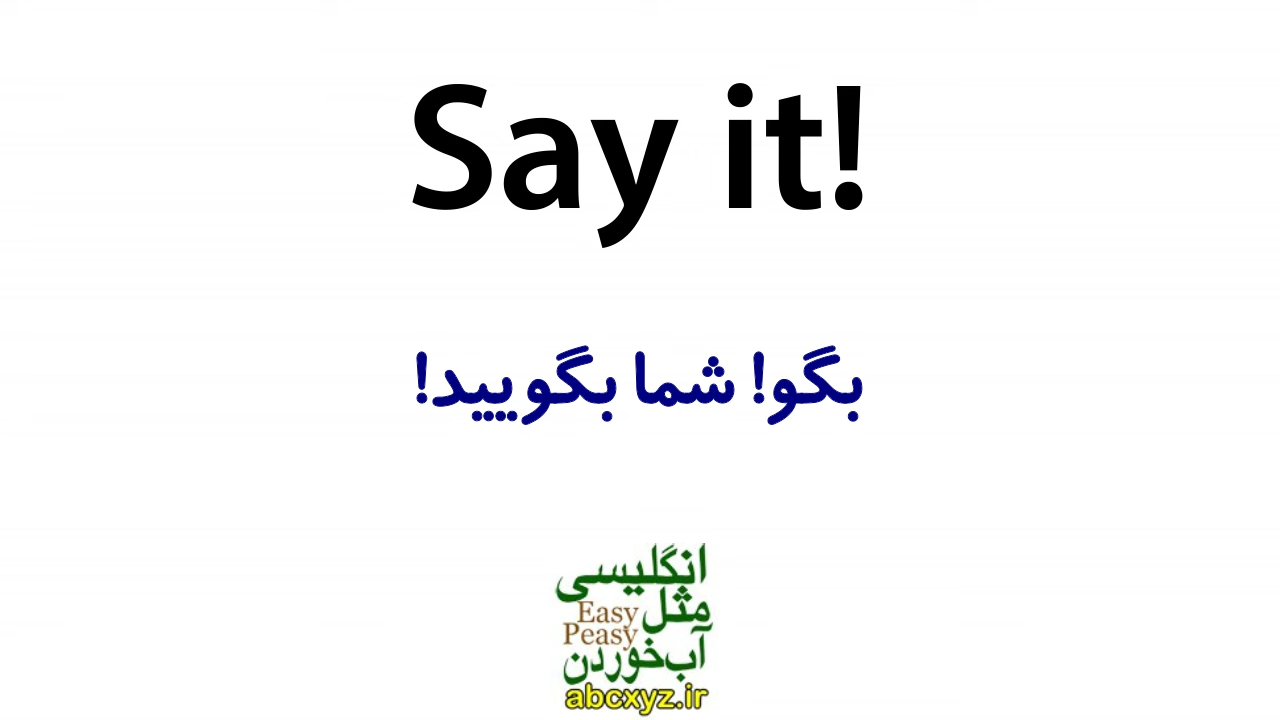 Say it!
بگو! شما بگویید!
انگلیسی
مثل
Easy
Peasy
آب‌خوردن
abcxyz.ir